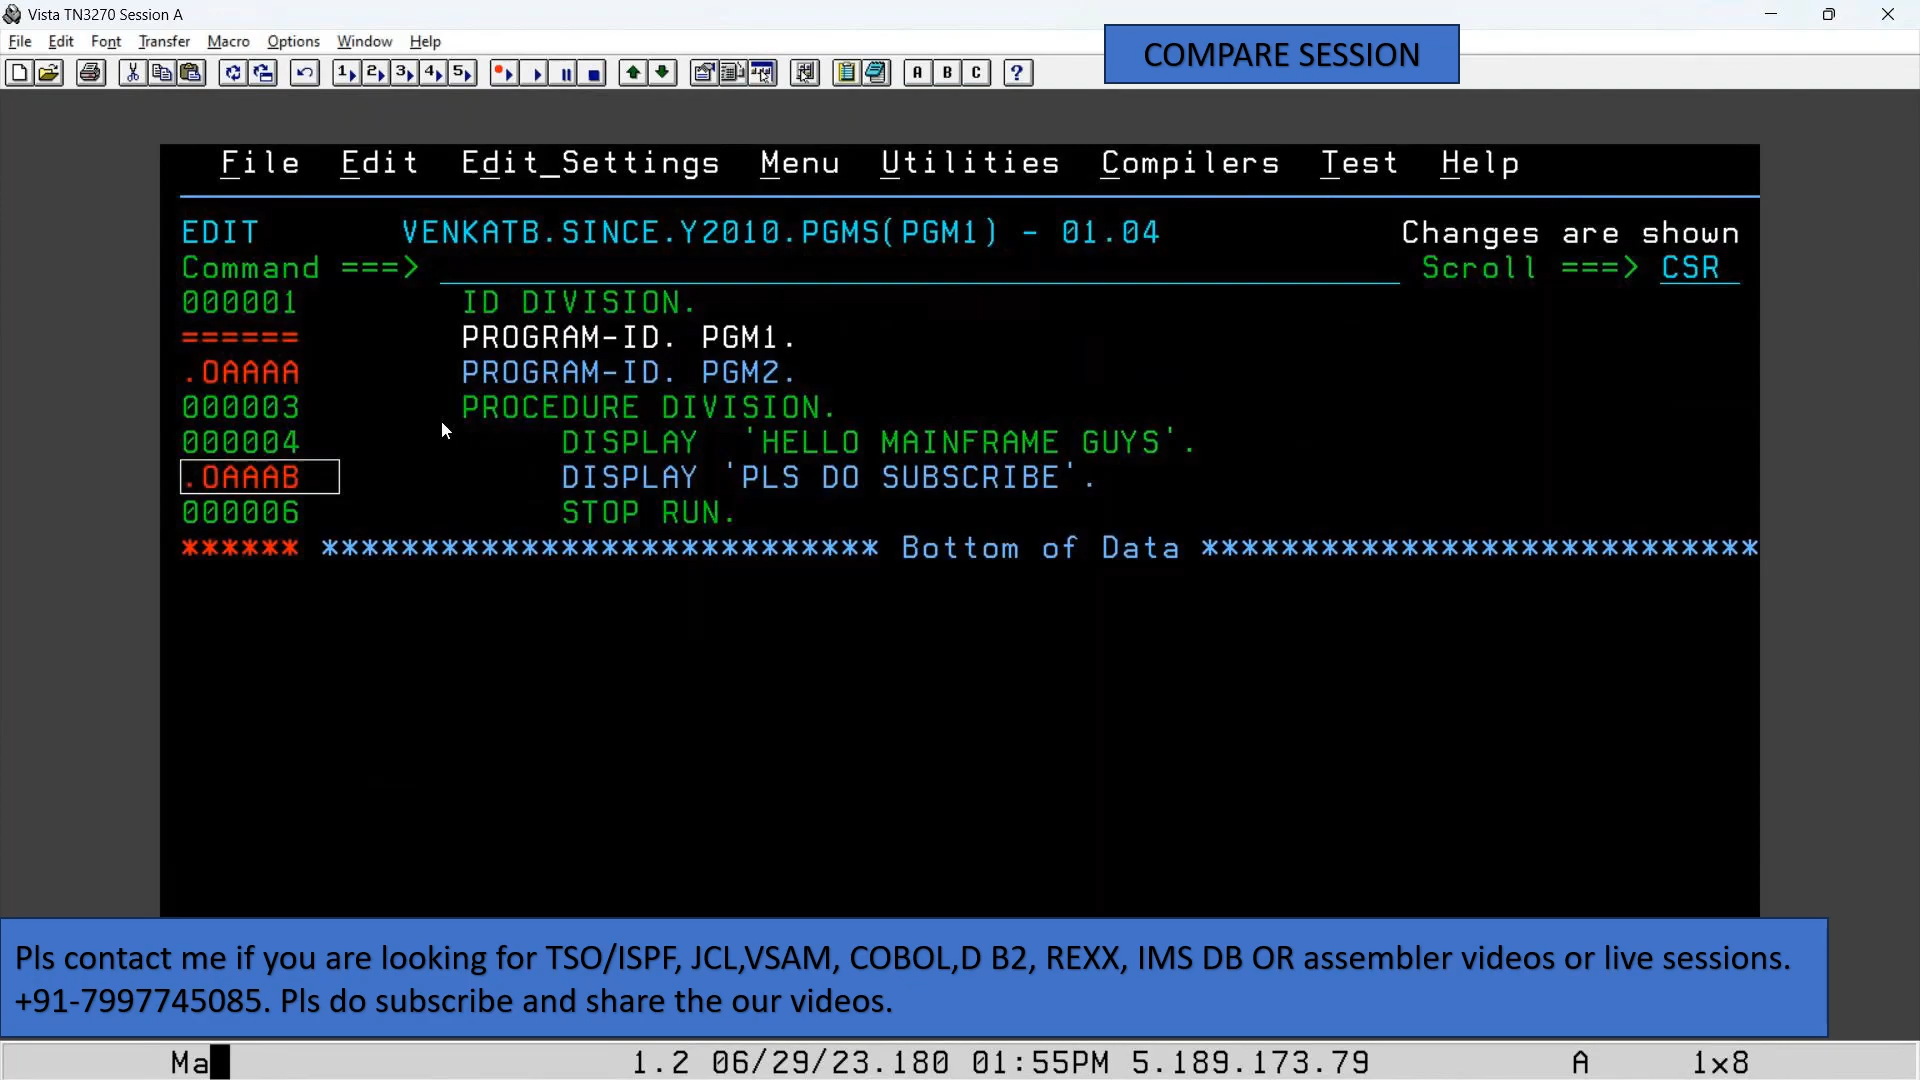 Vista TN3270 Session A
File Edit Font Transfer Macro Options Window Help
COMPARE SESSION
1 2 3 4 5 A B C ?
File Edit Edit_Settings Menu Utilities Compilers Test Help
EDIT VENKATB.SINCE.Y2010.PGMS(PGM1) - 01.04 Changes are shown
Command ===> Scroll ===> CSR
000001 ID DIVISION.
====== PROGRAM-ID. PGM1.
.OAAAA PROGRAM-ID. PGM2.
000003 PROCEDURE DIVISION.
000004 DISPLAY 'HELLO MAINFRAME GUYS'.
.OAAAB DISPLAY 'PLS DO SUBSCRIBE'.
000006 STOP RUN.
****** **************************** Bottom of Data ****************************
Pls contact me if you are looking for TSO/ISPF, JCL,VSAM, COBOL,D B2, REXX, IMS DB OR assembler videos or live sessions.
+91-7997745085. Pls do subscribe and share the our videos.
Ma 1.2 06/29/23.180 01:55PM 5.189.173.79 A 1x8